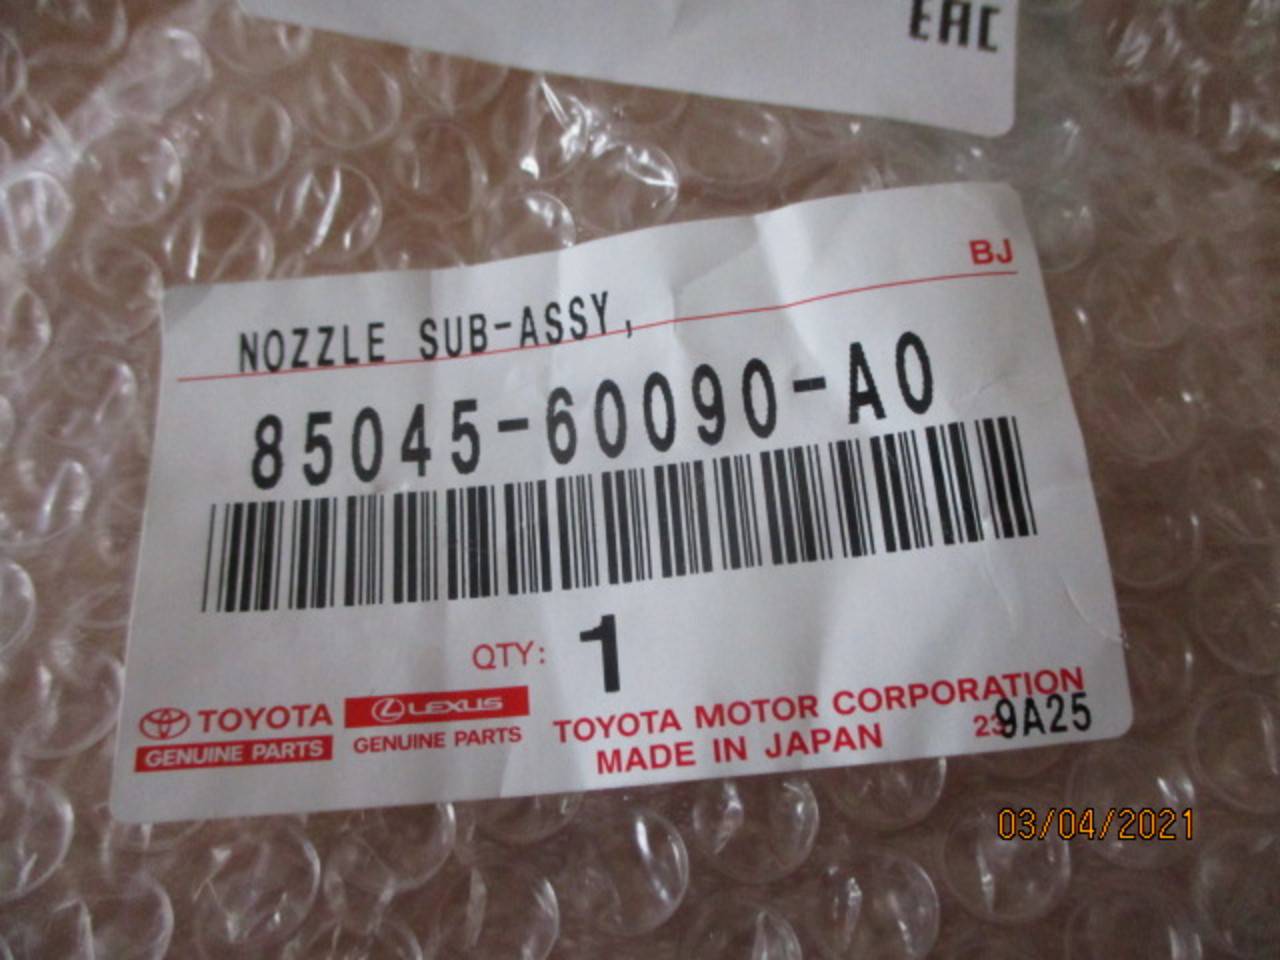 EAC
BJ
NOZZLE SUB-ASSY,
85045-60090-A0
QTY: 1
TOYOTA
GENUINE PARTS
LEXUS
GENUINE PARTS
TOYOTA MOTOR CORPORATION
MADE IN JAPAN
9A25
03/04/2021